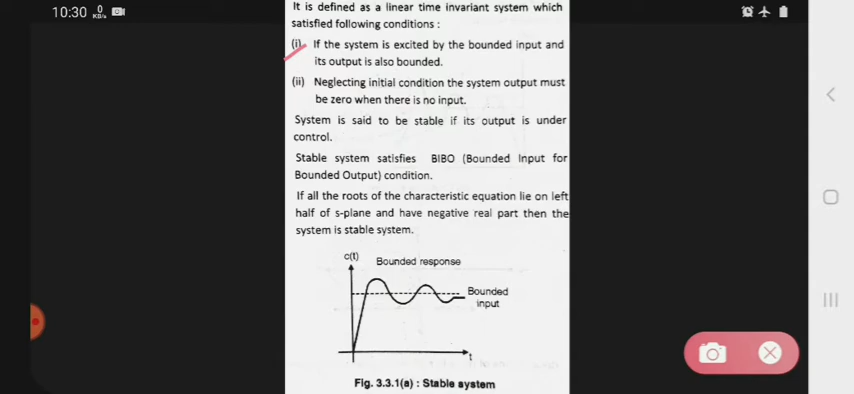 10:30 0 KB/s
It is defined as a linear time invariant system which
satisfied following conditions :
(i) If the system is excited by the bounded input and
its output is also bounded.
(ii) Neglecting initial condition the system output must
be zero when there is no input.
System is said to be stable if its output is under
control.
Stable system satisfies BIBO (Bounded Input for
Bounded Output) condition.
If all the roots of the characteristic equation lie on left
half of s-plane and have negative real part then the
system is stable system.
c(t)
Bounded response
Bounded
input
t
Fig. 3.3.1(a) : Stable system